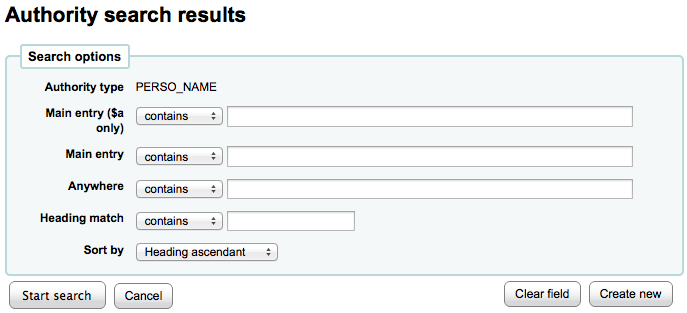 Authority search results
Search options
Authority type PERSO_NAME
Main entry ($a
only) contains
Main entry contains
Anywhere contains
Heading match contains
Sort by Heading ascendant
Start search Cancel Clear field Create new